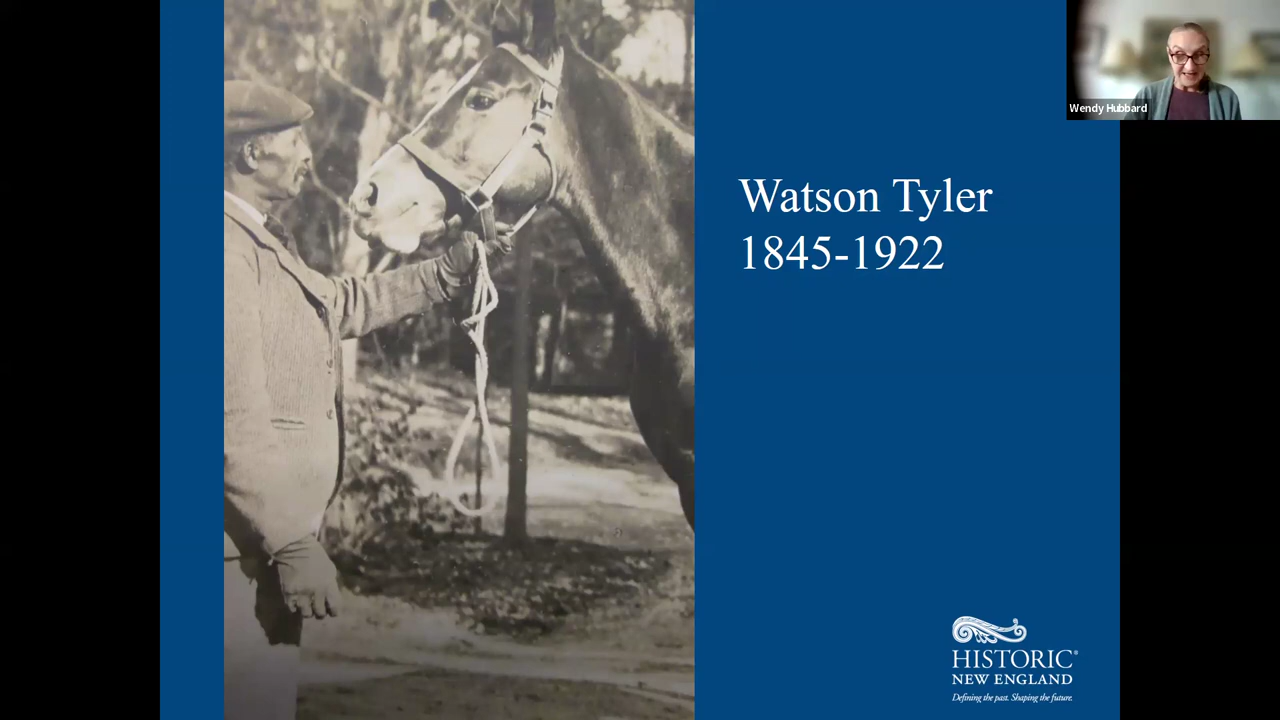 Wendy Hubbard
Watson Tyler
1845-1922
HISTORIC®
NEW ENGLAND
Defining the past. Shaping the future.